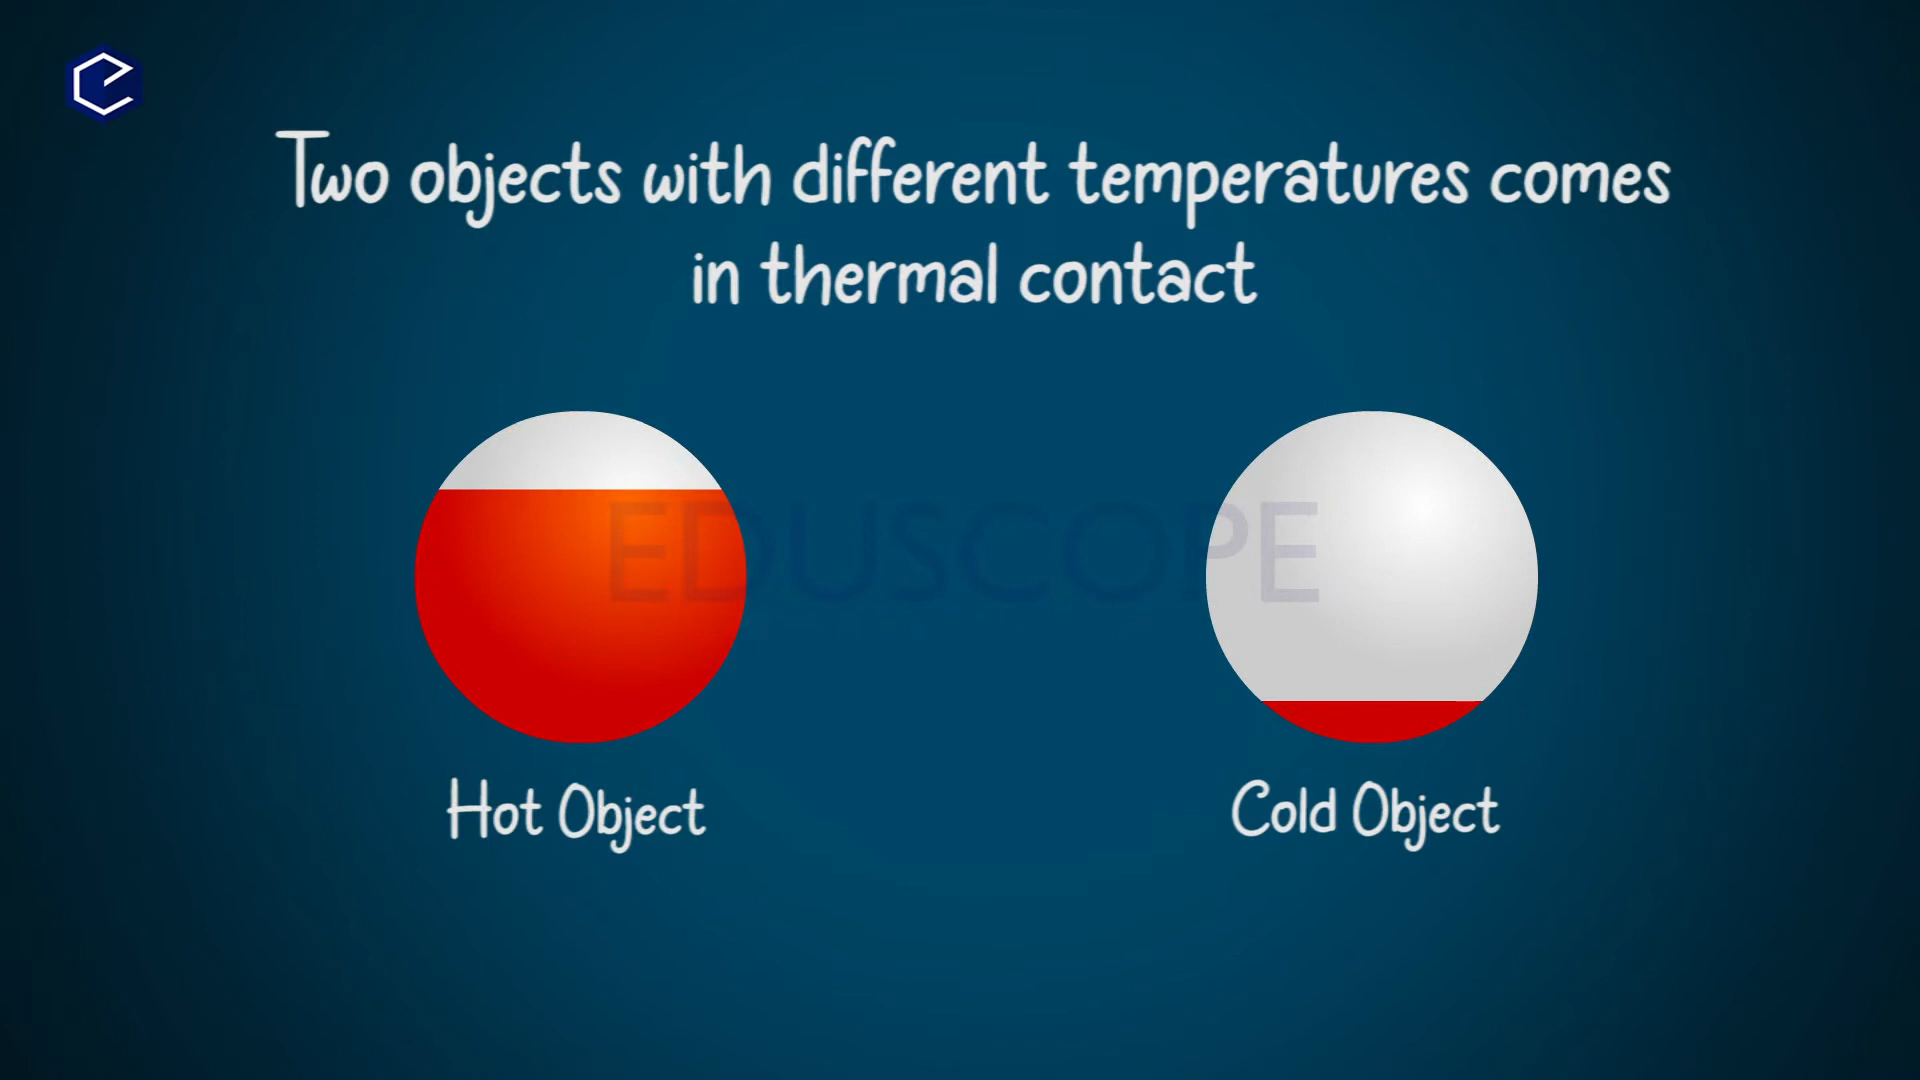 Two objects with different temperatures comes
in thermal contact
EDUSCOPE
Hot Object
Cold Object